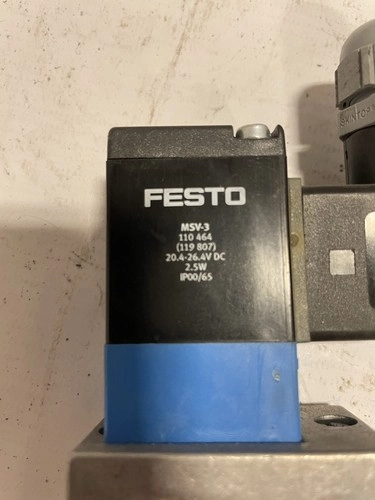 FESTO
MSV-3
110 464
(119 807)
20.4-26.4V DC
2.5W
IP00/65